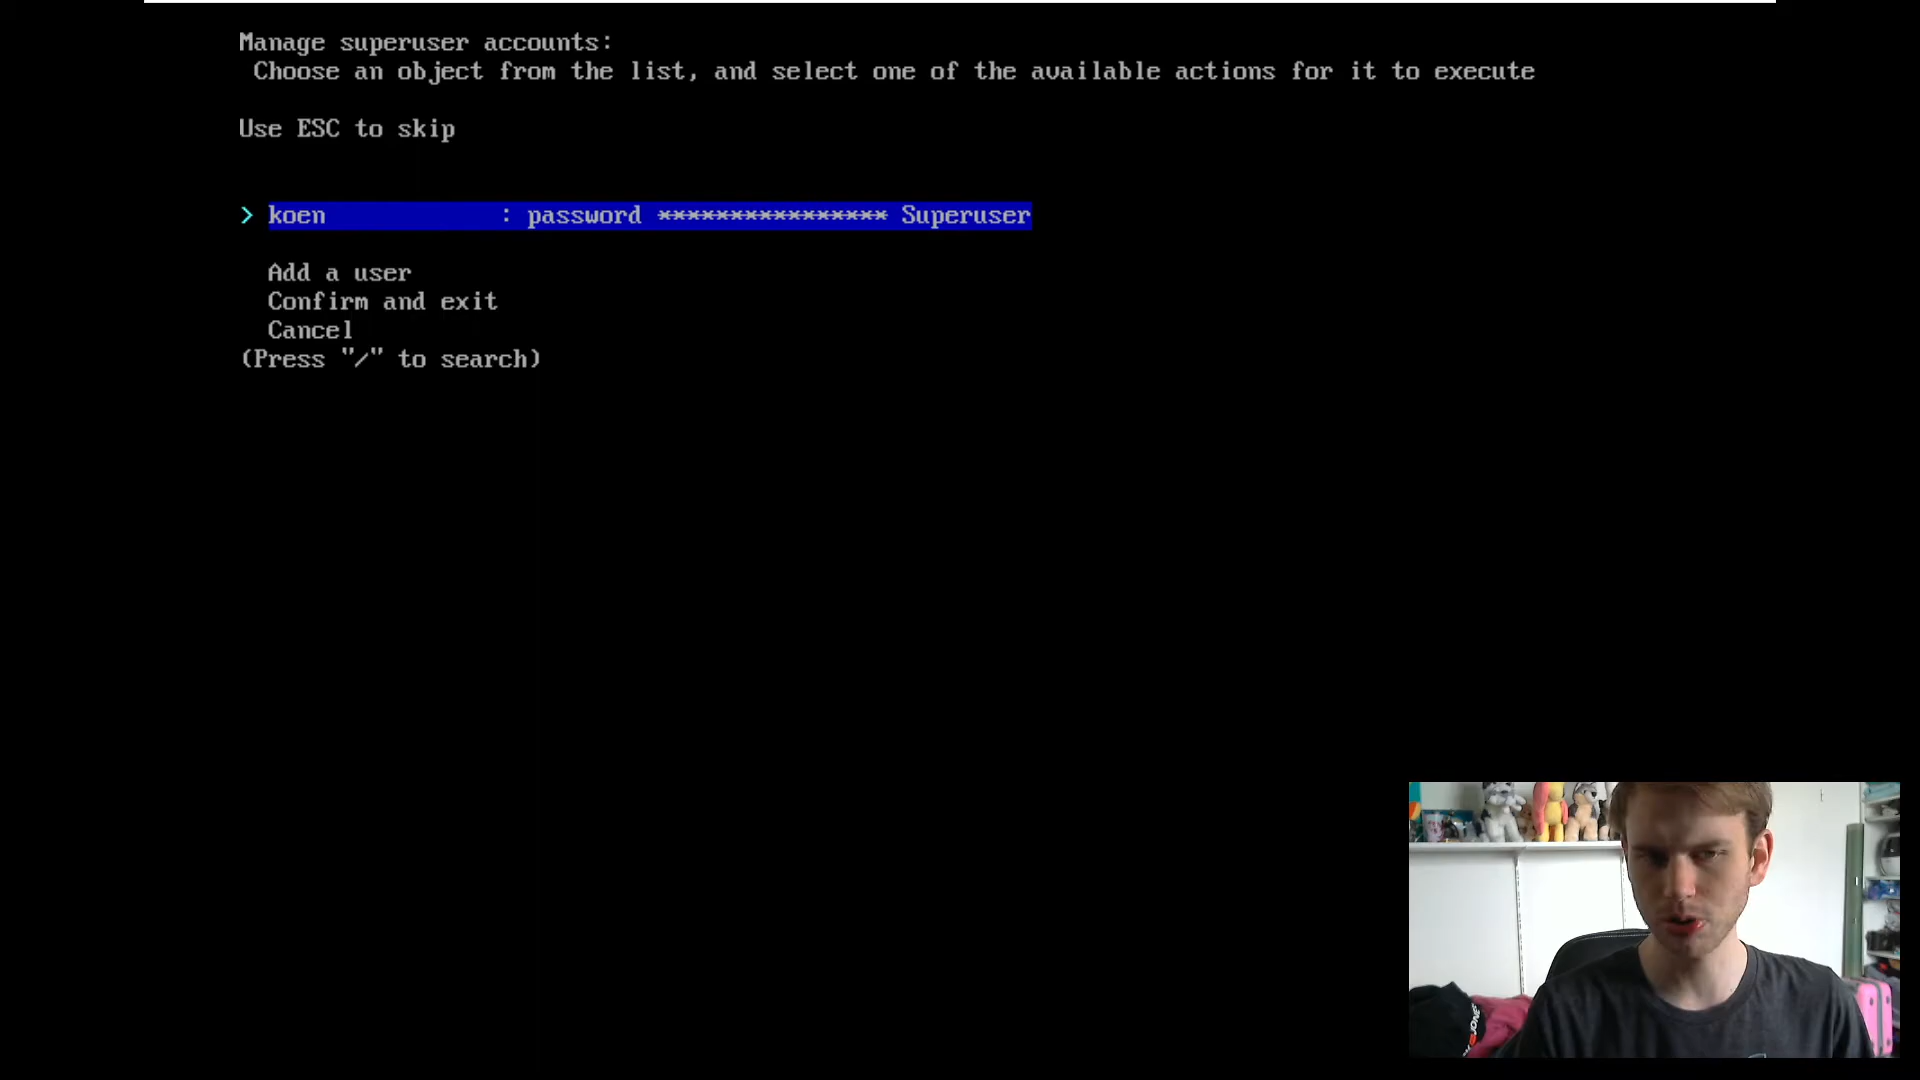 Manage superuser accounts:
Choose an object from the list, and select one of the available actions for it to execute
Use ESC to skip
> koen : password **************** Superuser
Add a user
Confirm and exit
Cancel
(Press "/" to search)